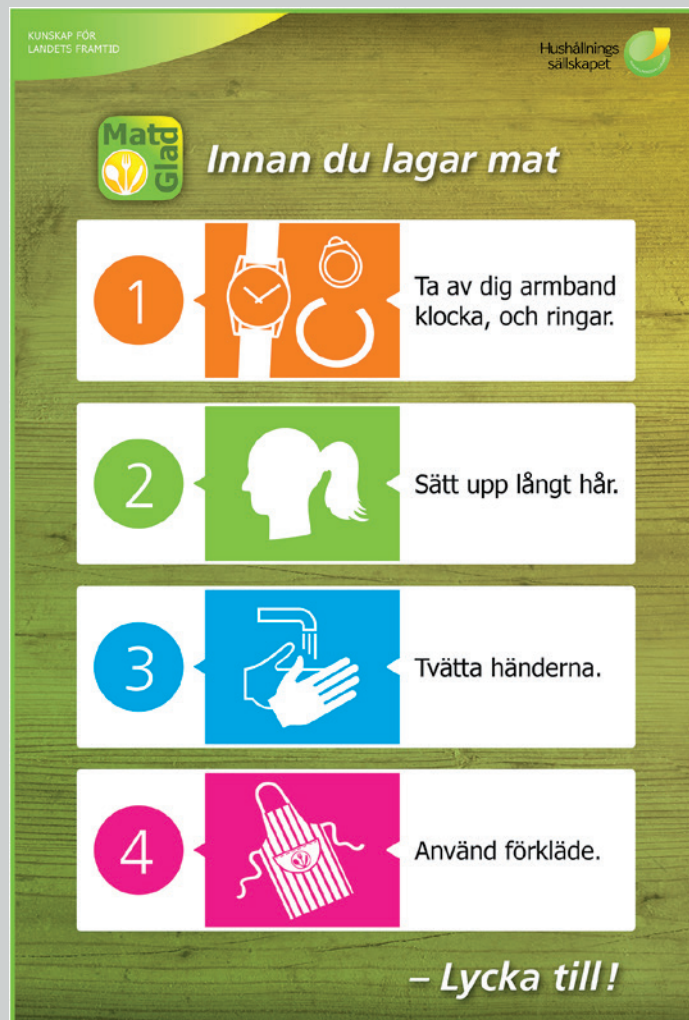 KUNSKAP FÖR
LANDETS FRAMTID
Hushållnings
sällskapet
Matd
Glad
Innan du lagar mat
1
Ta av dig armband
klocka, och ringar.
2
Sätt upp långt hår.
3
Tvätta händerna.
4
Använd förkläde.
– Lycka till!